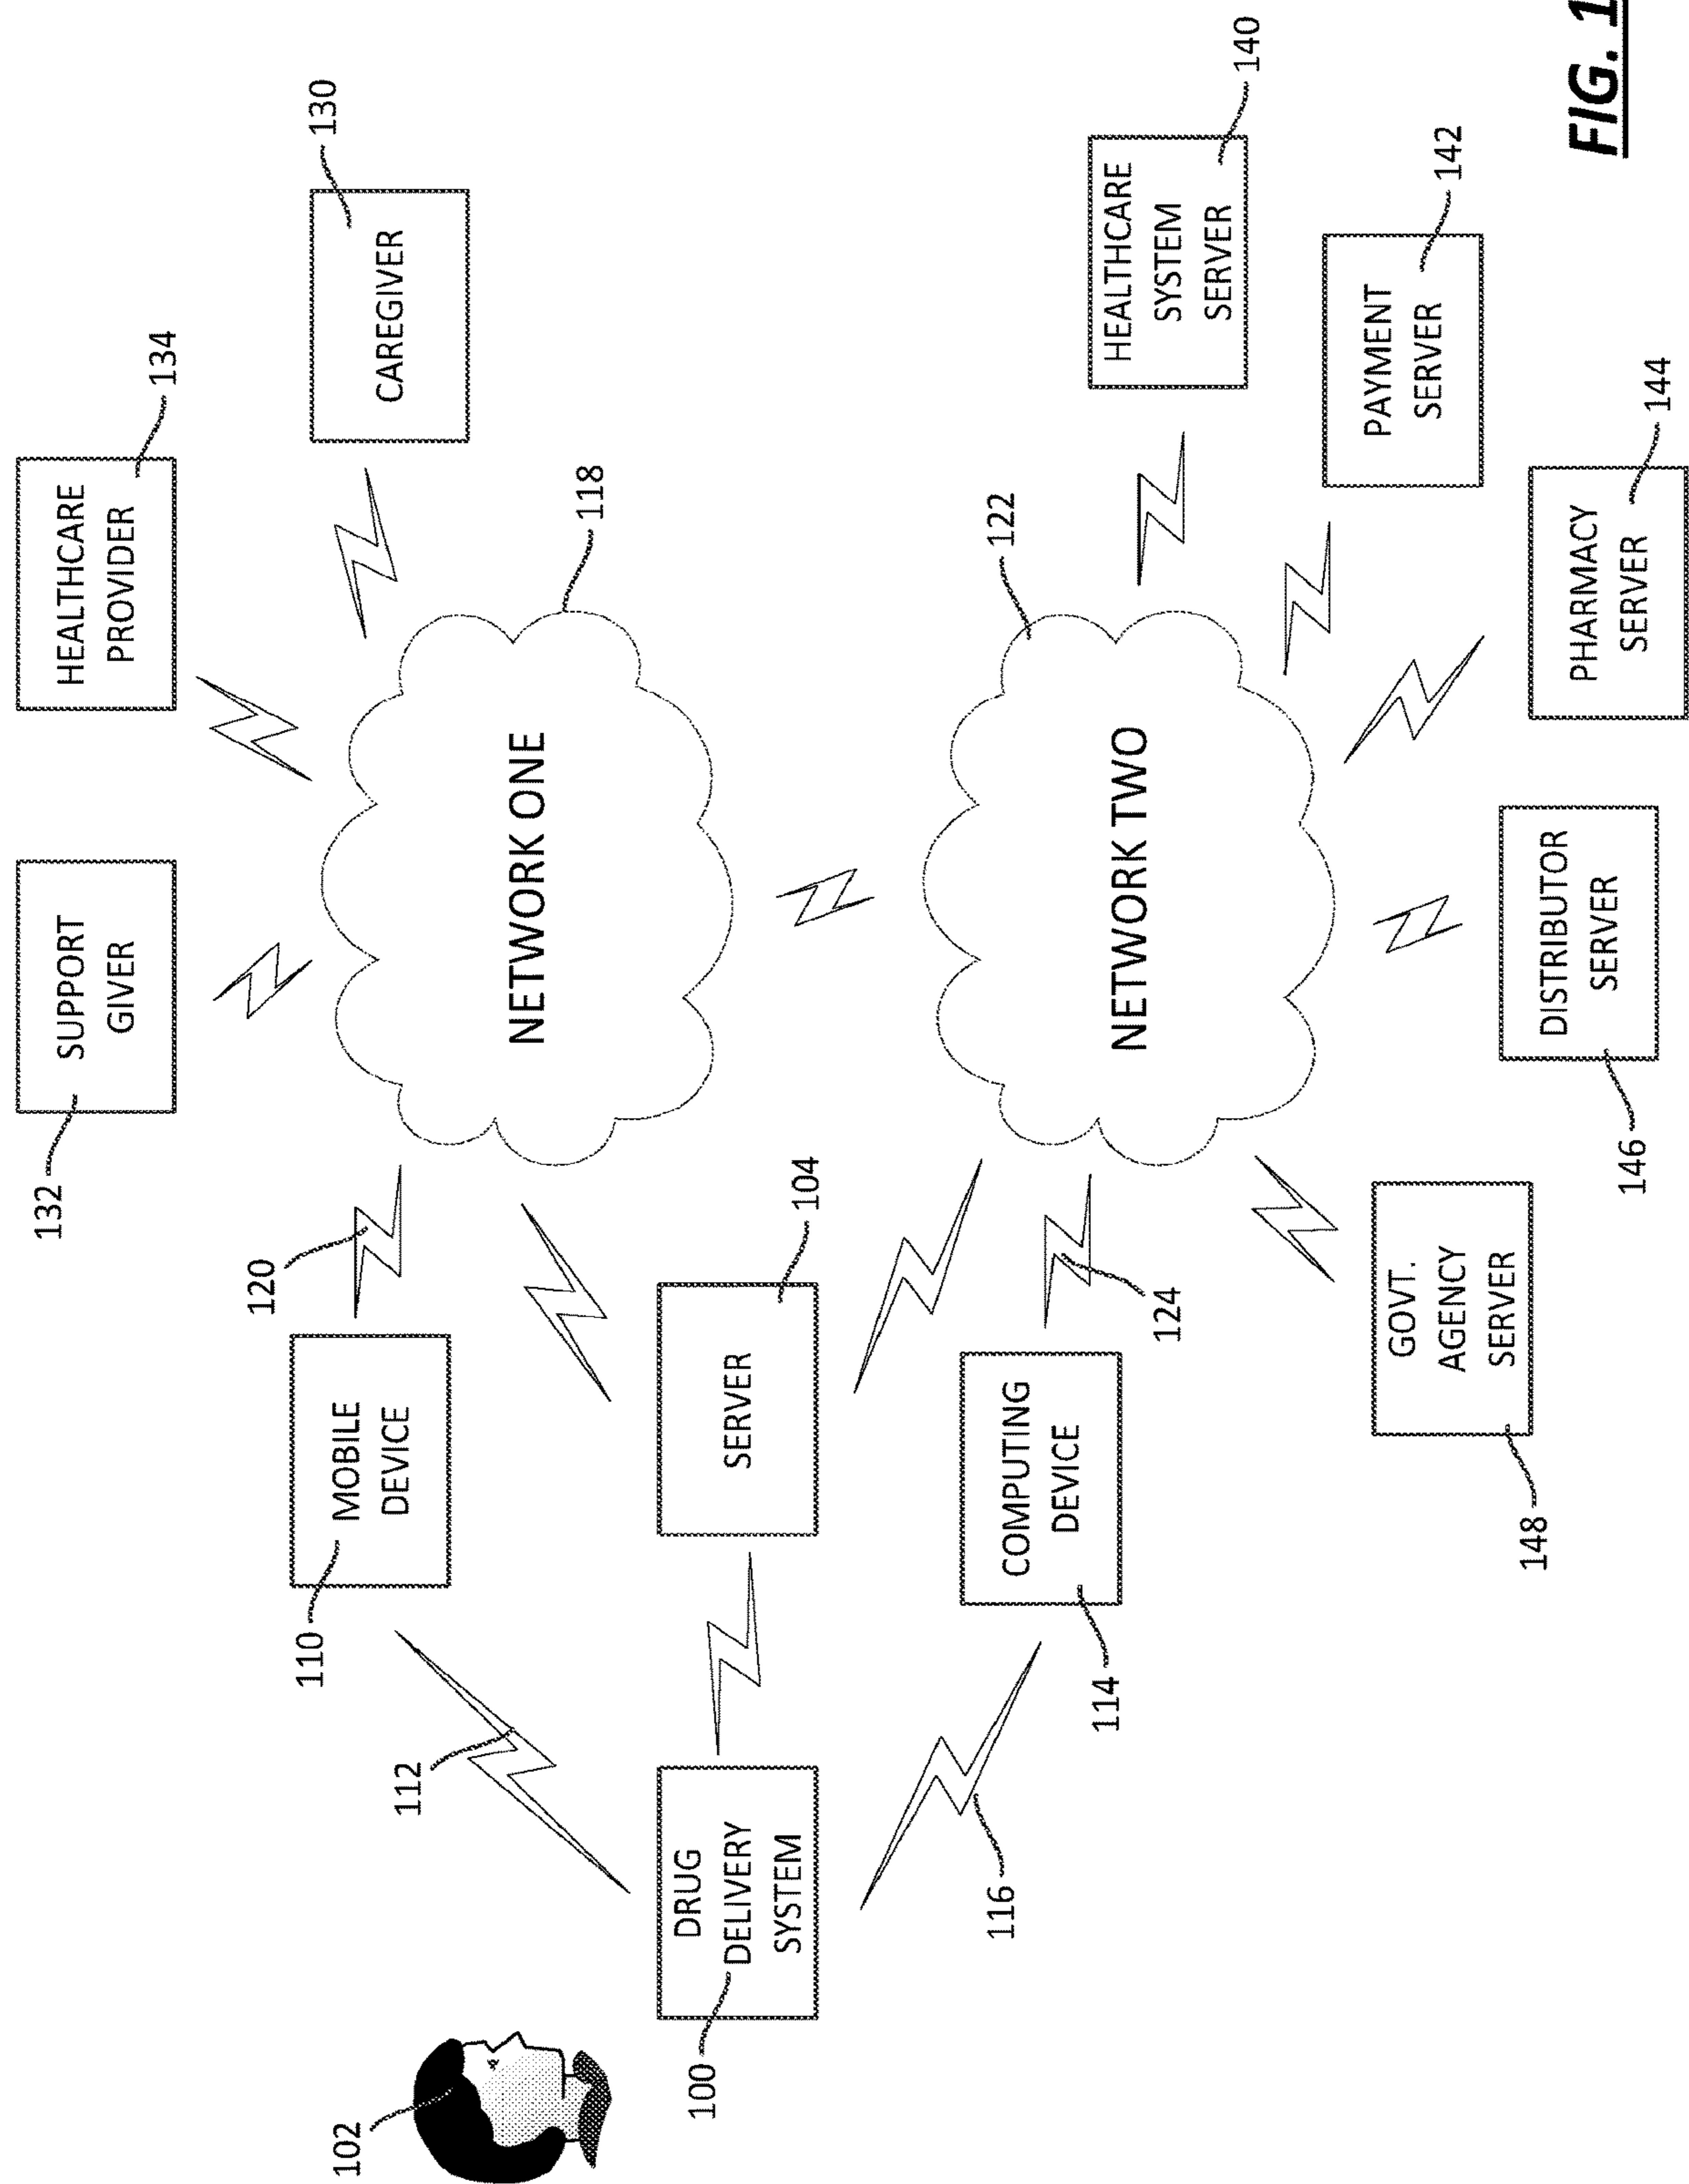 132
SUPPORT
GIVER
HEALTHCARE
PROVIDER
134
120
110
MOBILE
DEVICE
130
CAREGIVER
102
112
NETWORK ONE
118
100
DRUG
DELIVERY
SYSTEM
SERVER
104
122
116
114
COMPUTING
DEVICE
124
NETWORK TWO
HEALTHCARE
SYSTEM
SERVER
140
PAYMENT
SERVER
142
148
GOVT.
AGENCY
SERVER
146
DISTRIBUTOR
SERVER
PHARMACY
SERVER
144
FIG. 1